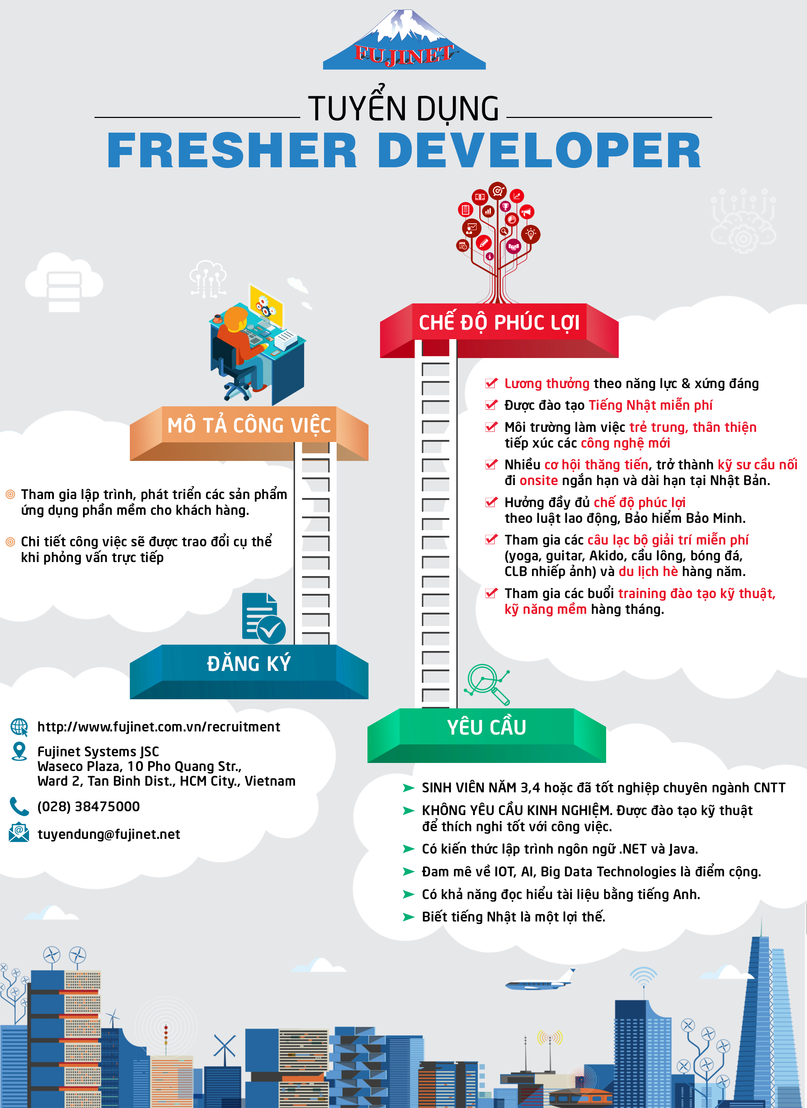 FUJINET
TUYỂN DỤNG
FRESHER DEVELOPER
CHẾ ĐỘ PHÚC LỢI
Lương thưởng theo năng lực & xứng đáng
Được đào tạo Tiếng Nhật miễn phí
Môi trường làm việc trẻ trung, thân thiện
tiếp xúc các công nghệ mới
Nhiều cơ hội thăng tiến, trở thành kỹ sư cầu nối
đi onsite ngắn hạn và dài hạn tại Nhật Bản.
Hưởng đầy đủ chế độ phúc lợi
theo luật lao động, Bảo hiểm Bảo Minh.
Tham gia các câu lạc bộ giải trí miễn phí
(yoga, guitar, Akido, cầu lông, bóng đá,
CLB nhiếp ảnh) và du lịch hè hàng năm.
Tham gia các buổi training đào tạo kỹ thuật,
kỹ năng mềm hàng tháng.
MÔ TẢ CÔNG VIỆC
Tham gia lập trình, phát triển các sản phẩm
ứng dụng phần mềm cho khách hàng.
Chi tiết công việc sẽ được trao đổi cụ thể
khi phỏng vấn trực tiếp
ĐĂNG KÝ
http://www.fujinet.com.vn/recruitment
Fujinet Systems JSC
Waseco Plaza, 10 Pho Quang Str.,
Ward 2, Tan Binh Dist., HCM City., Vietnam
(028) 38475000
tuyendung@fujinet.net
YÊU CẦU
SINH VIÊN NĂM 3,4 hoặc đã tốt nghiệp chuyên ngành CNTT
KHÔNG YÊU CẦU KINH NGHIỆM. Được đào tạo kỹ thuật
để thích nghi tốt với công việc.
Có kiến thức lập trình ngôn ngữ .NET và Java.
Đam mê về IOT, AI, Big Data Technologies là điểm cộng.
Có khả năng đọc hiểu tài liệu bằng tiếng Anh.
Biết tiếng Nhật là một lợi thế.